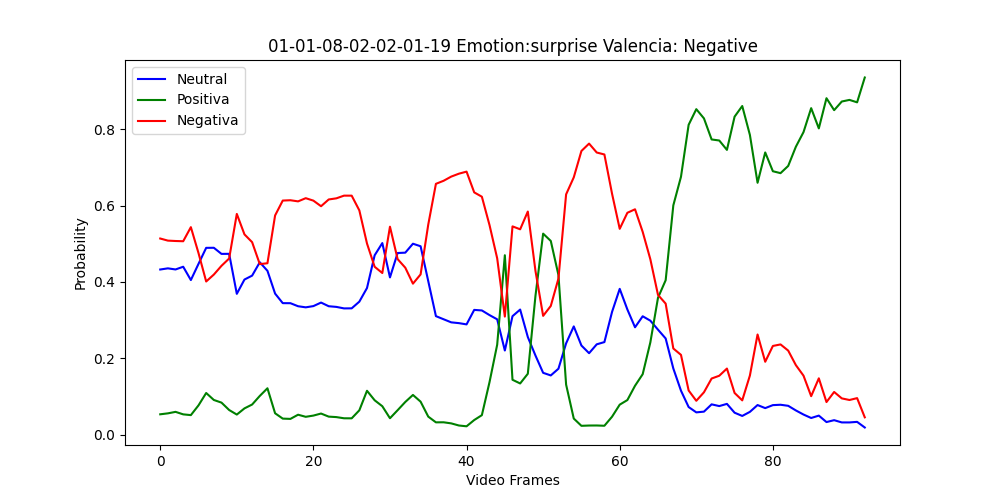 01-01-08-02-02-01-19 Emotion:surprise Valencia: Negative
Neutral
Positiva
Negativa
Probability
0.8
0.6
0.4
0.2
0.0
0 20 40 60 80
Video Frames